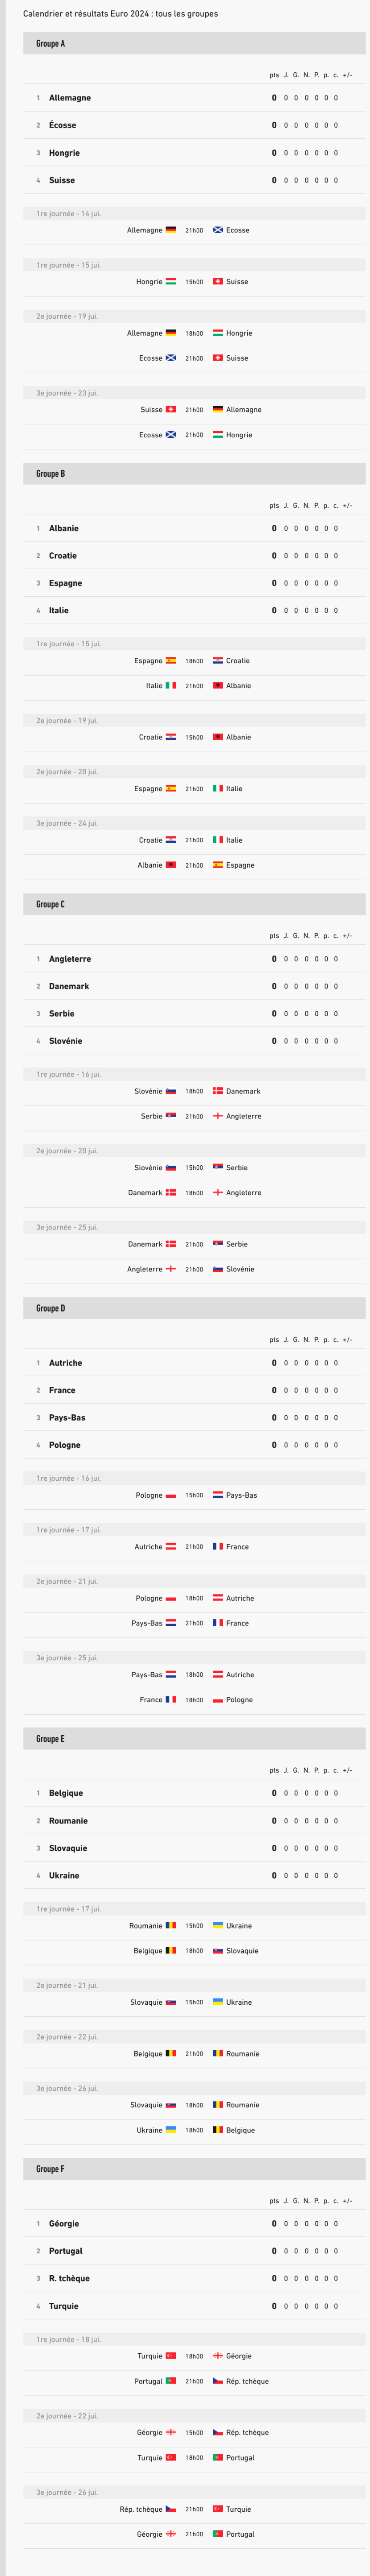 Calendrier et résultats Euro 2024 : tous les groupes
Groupe A
pts J. G. N. P. p. c. +/-
1 Allemagne 0 0 0 0 0 0 0
2 Écosse 0 0 0 0 0 0 0
3 Hongrie 0 0 0 0 0 0 0
4 Suisse 0 0 0 0 0 0 0
1re journée - 14 jui.
Allemagne 21h00 Ecosse
1re journée - 15 jui.
Hongrie 15h00 Suisse
2e journée - 19 jui.
Allemagne 18h00 Hongrie
Ecosse 21h00 Suisse
3e journée - 23 jui.
Suisse 21h00 Allemagne
Ecosse 21h00 Hongrie
Groupe B
pts J. G. N. P. p. c. +/-
1 Albanie 0 0 0 0 0 0 0
2 Croatie 0 0 0 0 0 0 0
3 Espagne 0 0 0 0 0 0 0
4 Italie 0 0 0 0 0 0 0
1re journée - 15 jui.
Espagne 18h00 Croatie
Italie 21h00 Albanie
2e journée - 19 jui.
Croatie 15h00 Albanie
2e journée - 20 jui.
Espagne 21h00 Italie
3e journée - 24 jui.
Croatie 21h00 Italie
Albanie 21h00 Espagne
Groupe C
pts J. G. N. P. p. c. +/-
1 Angleterre 0 0 0 0 0 0 0
2 Danemark 0 0 0 0 0 0 0
3 Serbie 0 0 0 0 0 0 0
4 Slovénie 0 0 0 0 0 0 0
1re journée - 16 jui.
Slovénie 18h00 Danemark
Serbie 21h00 Angleterre
2e journée - 20 jui.
Slovénie 15h00 Serbie
Danemark 18h00 Angleterre
3e journée - 25 jui.
Danemark 21h00 Serbie
Angleterre 21h00 Slovénie
Groupe D
pts J. G. N. P. p. c. +/-
1 Autriche 0 0 0 0 0 0 0
2 France 0 0 0 0 0 0 0
3 Pays-Bas 0 0 0 0 0 0 0
4 Pologne 0 0 0 0 0 0 0
1re journée - 16 jui.
Pologne 15h00 Pays-Bas
1re journée - 17 jui.
Autriche 21h00 France
2e journée - 21 jui.
Pologne 18h00 Autriche
Pays-Bas 21h00 France
3e journée - 25 jui.
Pays-Bas 18h00 Autriche
France 18h00 Pologne
Groupe E
pts J. G. N. P. p. c. +/-
1 Belgique 0 0 0 0 0 0 0
2 Roumanie 0 0 0 0 0 0 0
3 Slovaquie 0 0 0 0 0 0 0
4 Ukraine 0 0 0 0 0 0 0
1re journée - 17 jui.
Roumanie 15h00 Ukraine
Belgique 18h00 Slovaquie
2e journée - 21 jui.
Slovaquie 15h00 Ukraine
2e journée - 22 jui.
Belgique 21h00 Roumanie
3e journée - 26 jui.
Slovaquie 18h00 Roumanie
Ukraine 18h00 Belgique
Groupe F
pts J. G. N. P. p. c. +/-
1 Géorgie 0 0 0 0 0 0 0
2 Portugal 0 0 0 0 0 0 0
3 R. tchèque 0 0 0 0 0 0 0
4 Turquie 0 0 0 0 0 0 0
1re journée - 18 jui.
Turquie 18h00 Géorgie
Portugal 21h00 Rép. tchèque
2e journée - 22 jui.
Géorgie 15h00 Rép. tchèque
Turquie 18h00 Portugal
3e journée - 26 jui.
Rép. tchèque 21h00 Turquie
Géorgie 21h00 Portugal